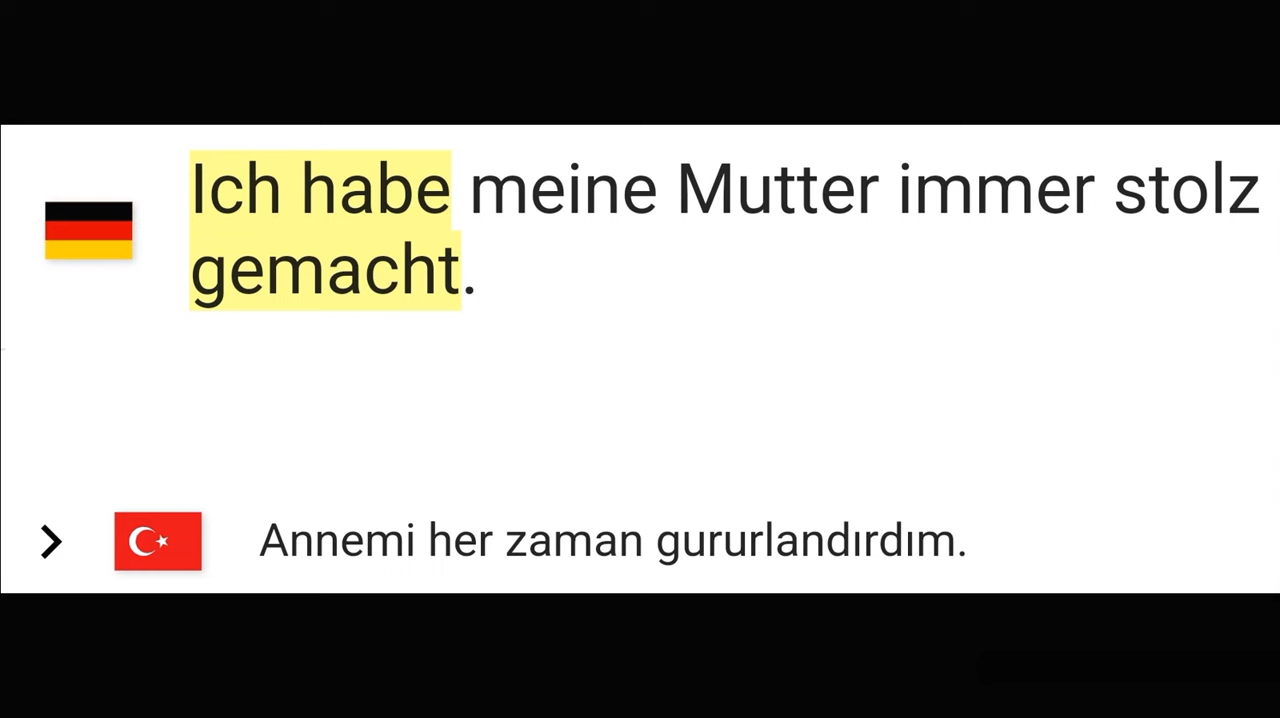 Ich habe meine Mutter immer stolz
gemacht.
Annemi her zaman gururlandırdım.